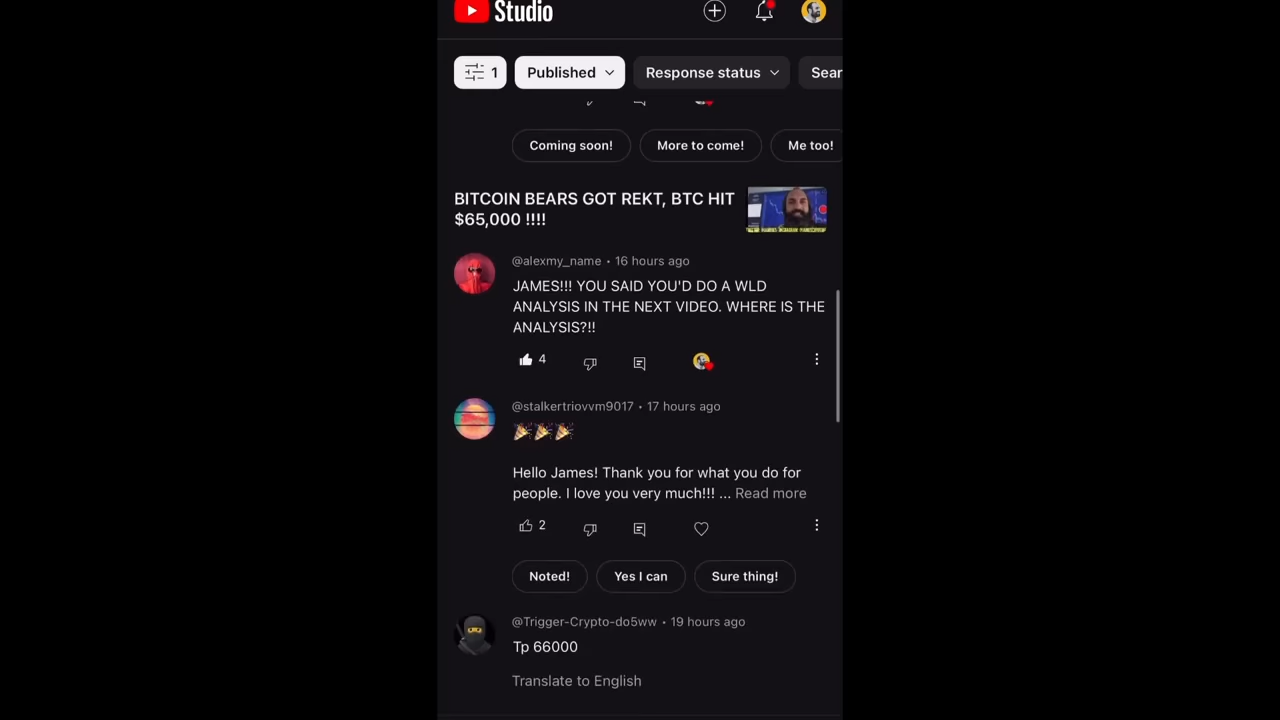 Studio
1
Published
Response status
Sear
Coming soon!
More to come!
Me too!
BITCOIN BEARS GOT REKT, BTC HIT
$65,000 !!!!
@alexmy_name • 16 hours ago
JAMES!!! YOU SAID YOU'D DO A WLD
ANALYSIS IN THE NEXT VIDEO. WHERE IS THE
ANALYSIS?!!
4
@stalkertriovvm9017 • 17 hours ago
🎉🎉🎉
Hello James! Thank you for what you do for
people. I love you very much!!! ... Read more
2
Noted!
Yes I can
Sure thing!
@Trigger-Crypto-do5ww • 19 hours ago
Tp 66000
Translate to English